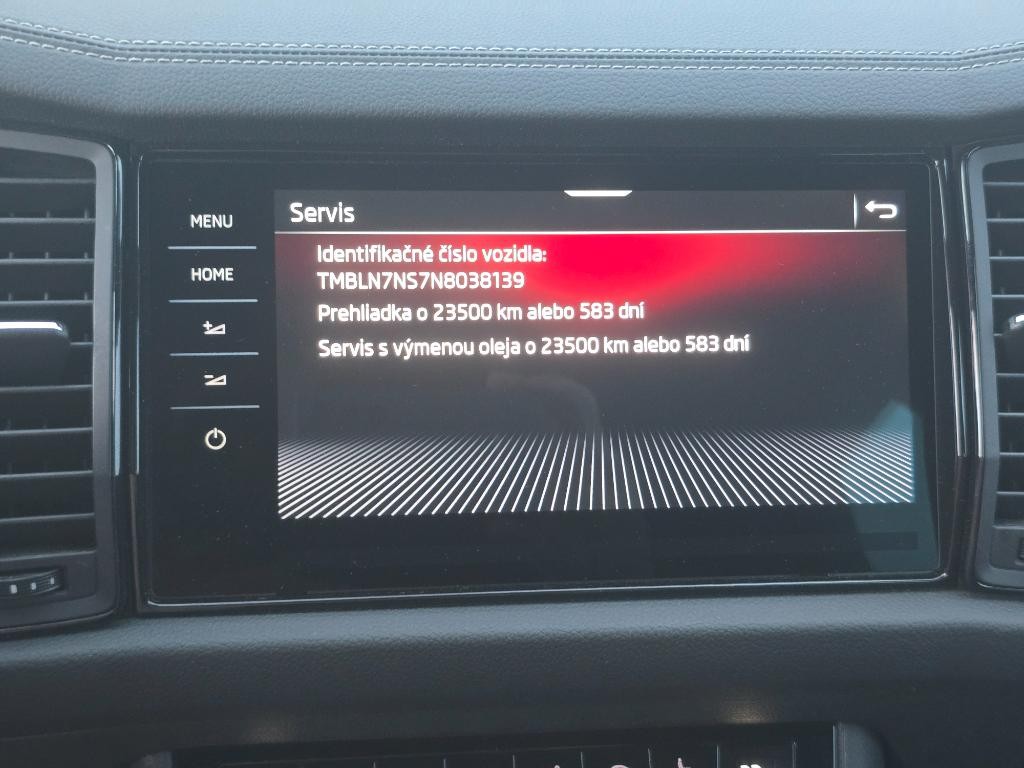 Servis
MENU
HOME
Identifikačné číslo vozidla:
TMBLN7NS7N8038139
Prehliadka o 23500 km alebo 583 dní
Servis s výmenou oleja o 23500 km alebo 583 dní